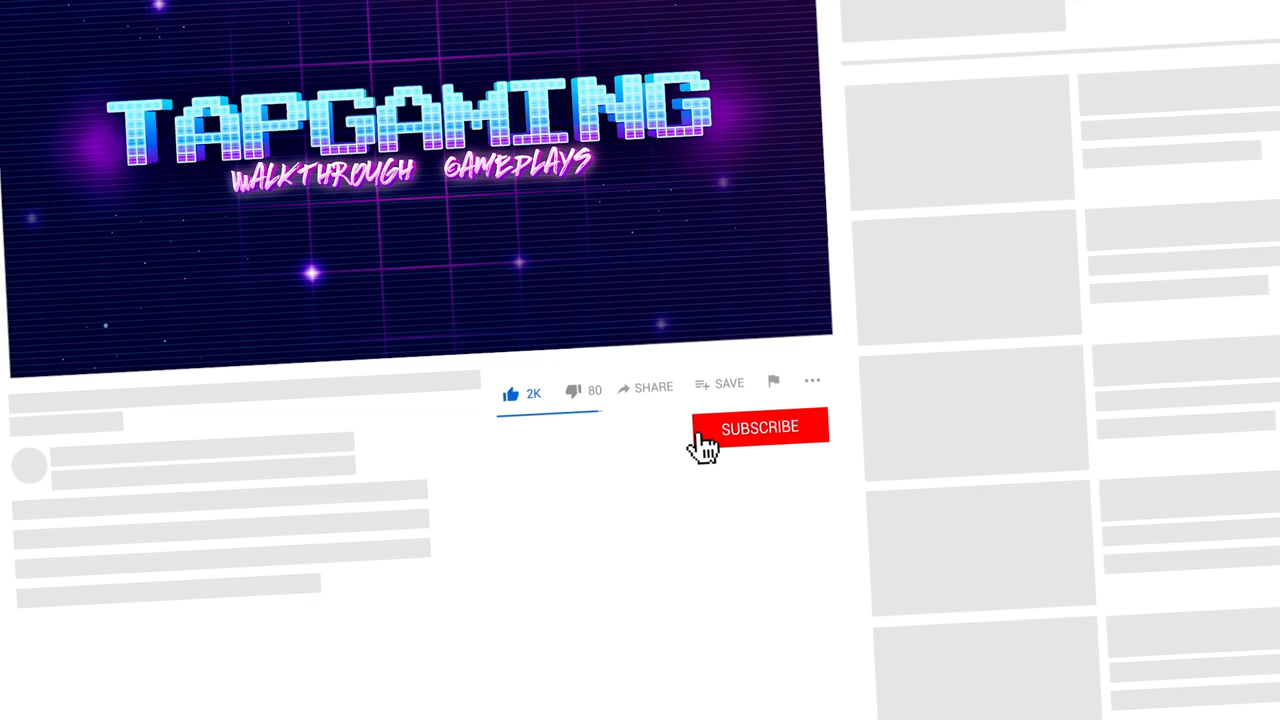 TAPGAMING
WALKTHROUGH GAMEPLAYS
2K 80 SHARE SAVE
SUBSCRIBE